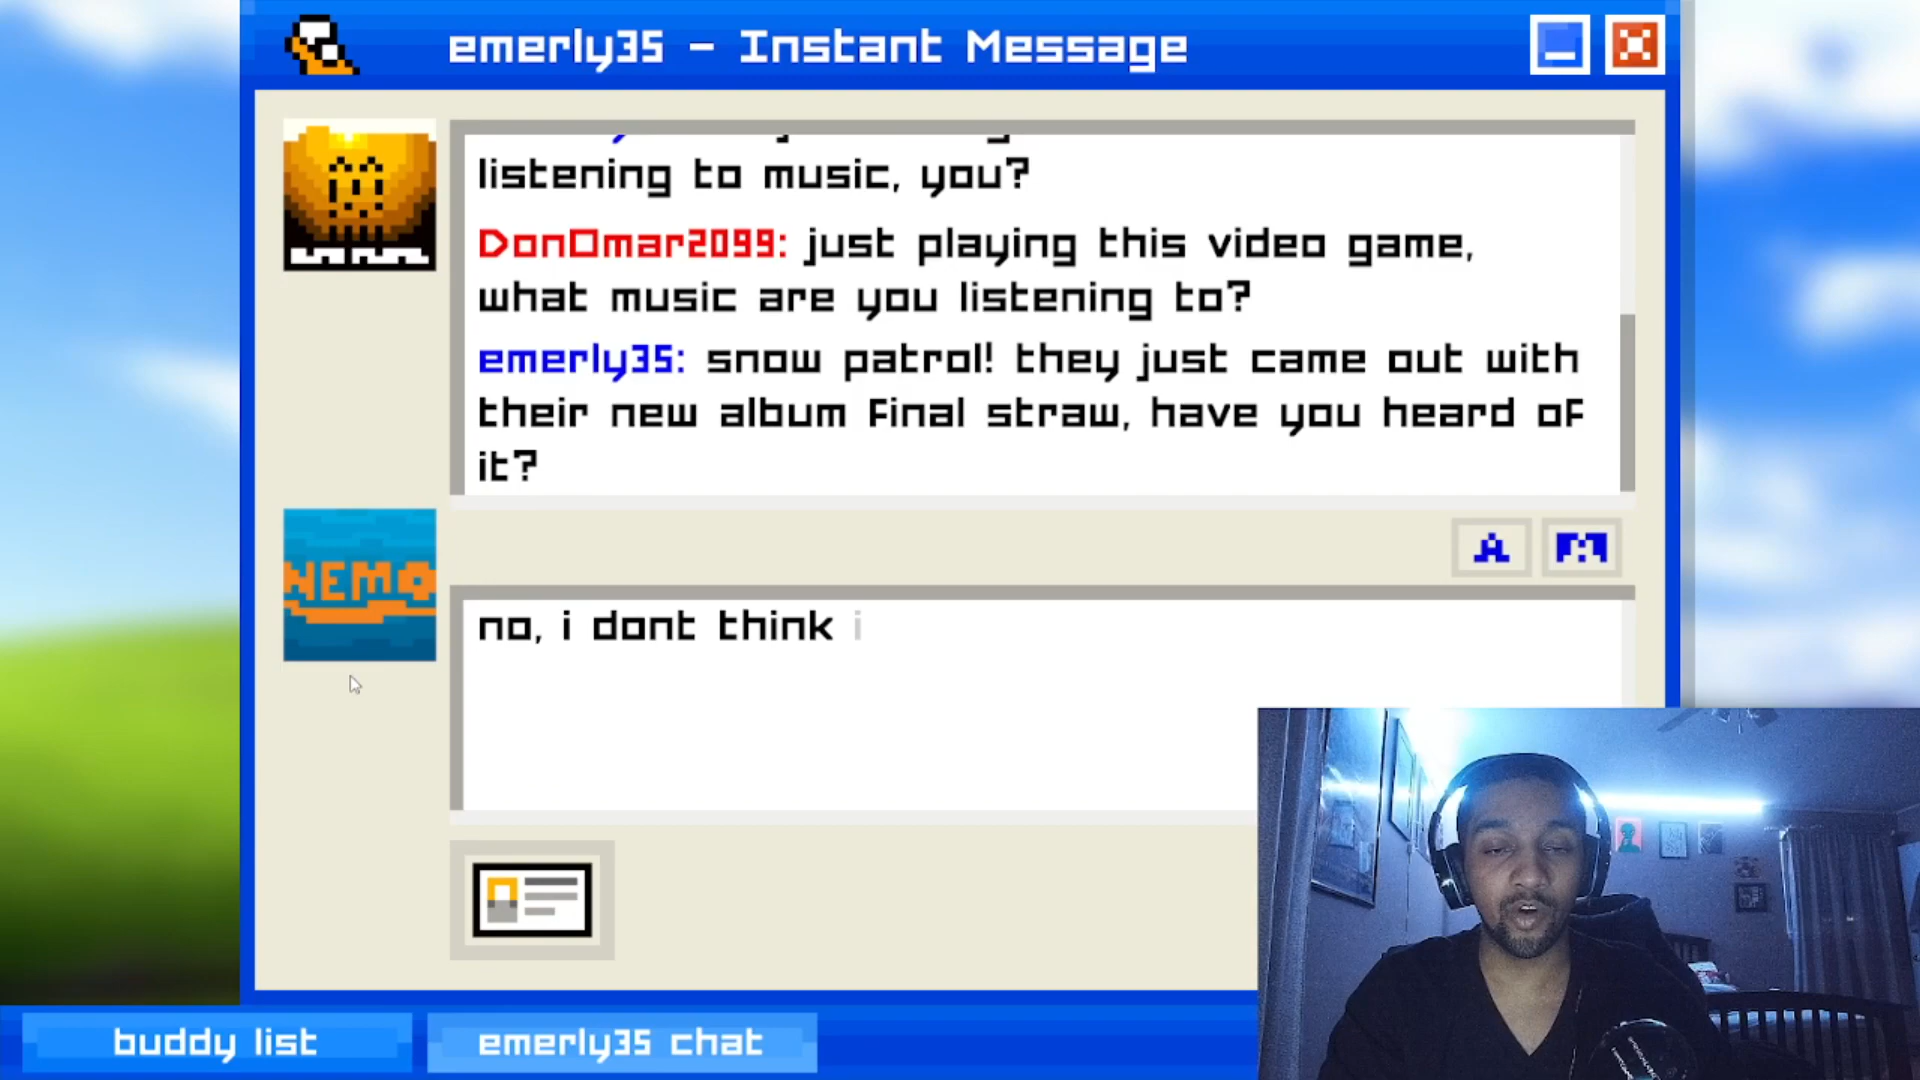 emerly35 - Instant Message
listening to music, you?
DonOmar2099: just playing this video game,
what music are you listening to?
emerly35: snow patrol! they just came out with
their new album final straw, have you heard of
it?
A
NEMO
no, i dont think i
buddy list
emerly35 chat